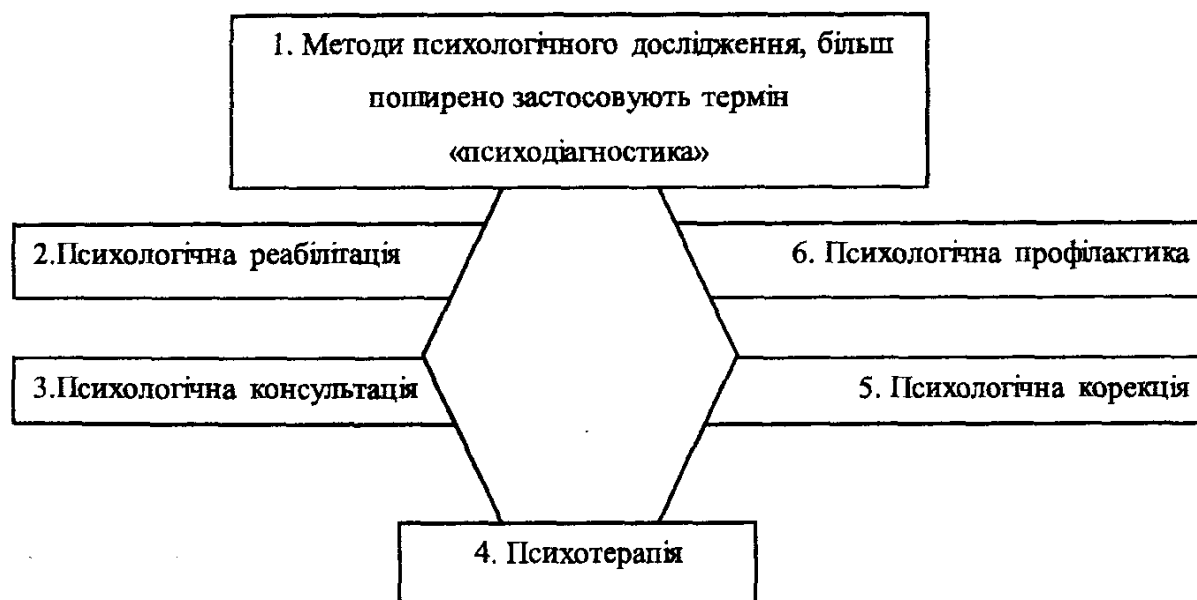 1. Методи психологічного дослідження, більш
поширено застосовують термін
«психодіагностика»
2.Психологічна реабілітація
6. Психологічна профілактика
3.Психологічна консультація
5. Психологічна корекція
4. Психотерапія